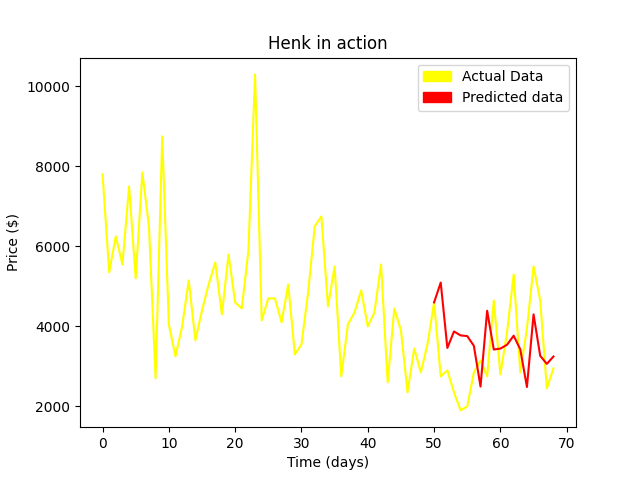 Henk in action
Actual Data
Predicted data
Price ($)
10000
8000
6000
4000
2000
0 10 20 30 40 50 60 70
Time (days)